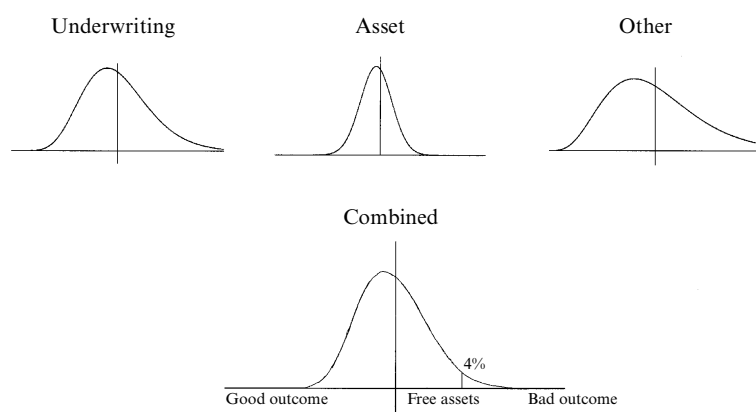 Underwriting
Asset
Other
Combined
4%
Good outcome
Free assets
Bad outcome